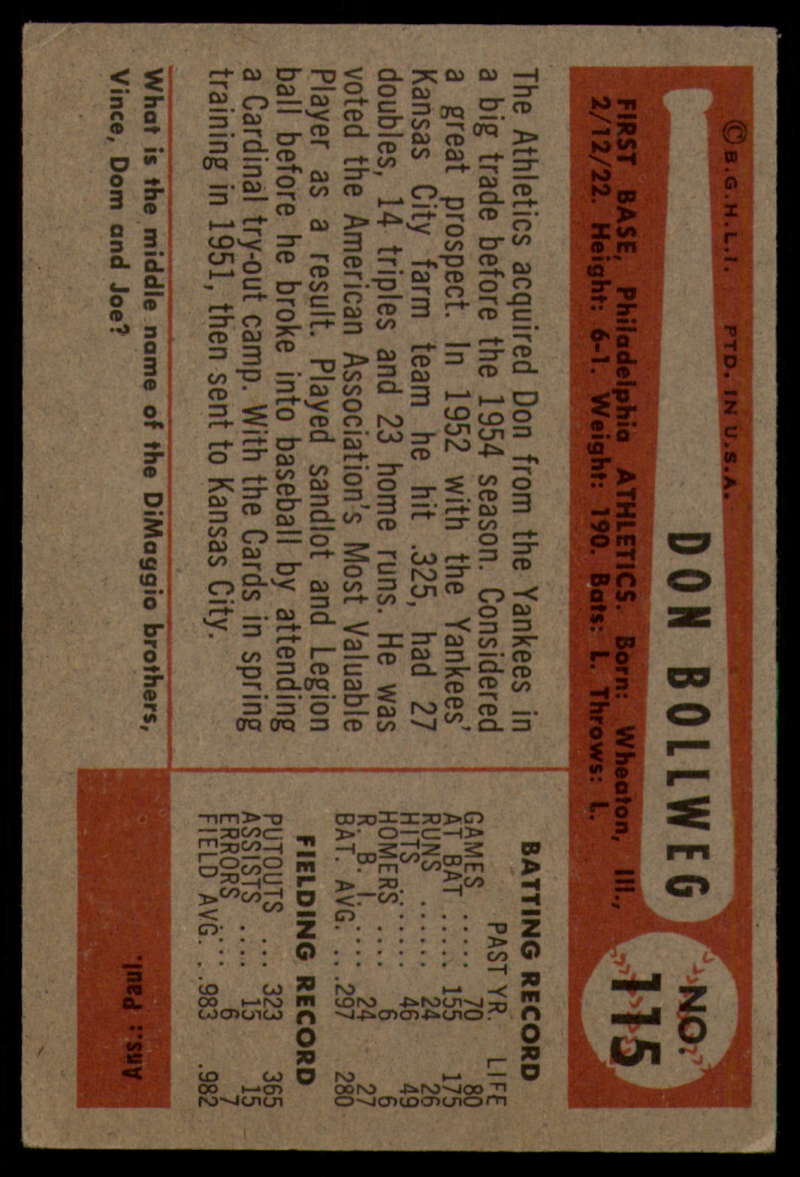 © B.G.H.L.I. PTD. IN U.S.A.
DON BOLLWEG
NO. 115
FIRST BASE, Philadelphia ATHLETICS. Born: Wheaton, Ill.,
2/12/22. Height: 6-1. Weight: 190. Bats: L. Throws: L.
The Athletics acquired Don from the Yankees in
a big trade before the 1954 season. Considered
a great prospect. In 1952 with the Yankees'
Kansas City farm team he hit .325, had 27
doubles, 14 triples and 23 home runs. He was
voted the American Association's Most Valuable
Player as a result. Played sandlot and Legion
ball before he broke into baseball by attending
a Cardinal try-out camp. With the Cards in spring
training in 1951, then sent to Kansas City.
BATTING RECORD
PAST YR. LIFE
GAMES ..... 70 80
AT BAT ..... 155 175
RUNS ...... 24 26
HITS ...... 46 49
HOMERS .... 6 6
R. B. I. .... 24 27
BAT. AVG. ...297 280
FIELDING RECORD
PUTOUTS ... 323 365
ASSISTS .... 15 15
ERRORS .... 6 7
FIELD AVG. ..983 .982
What is the middle name of the DiMaggio brothers,
Vince, Dom and Joe?
Ans.: Paul.